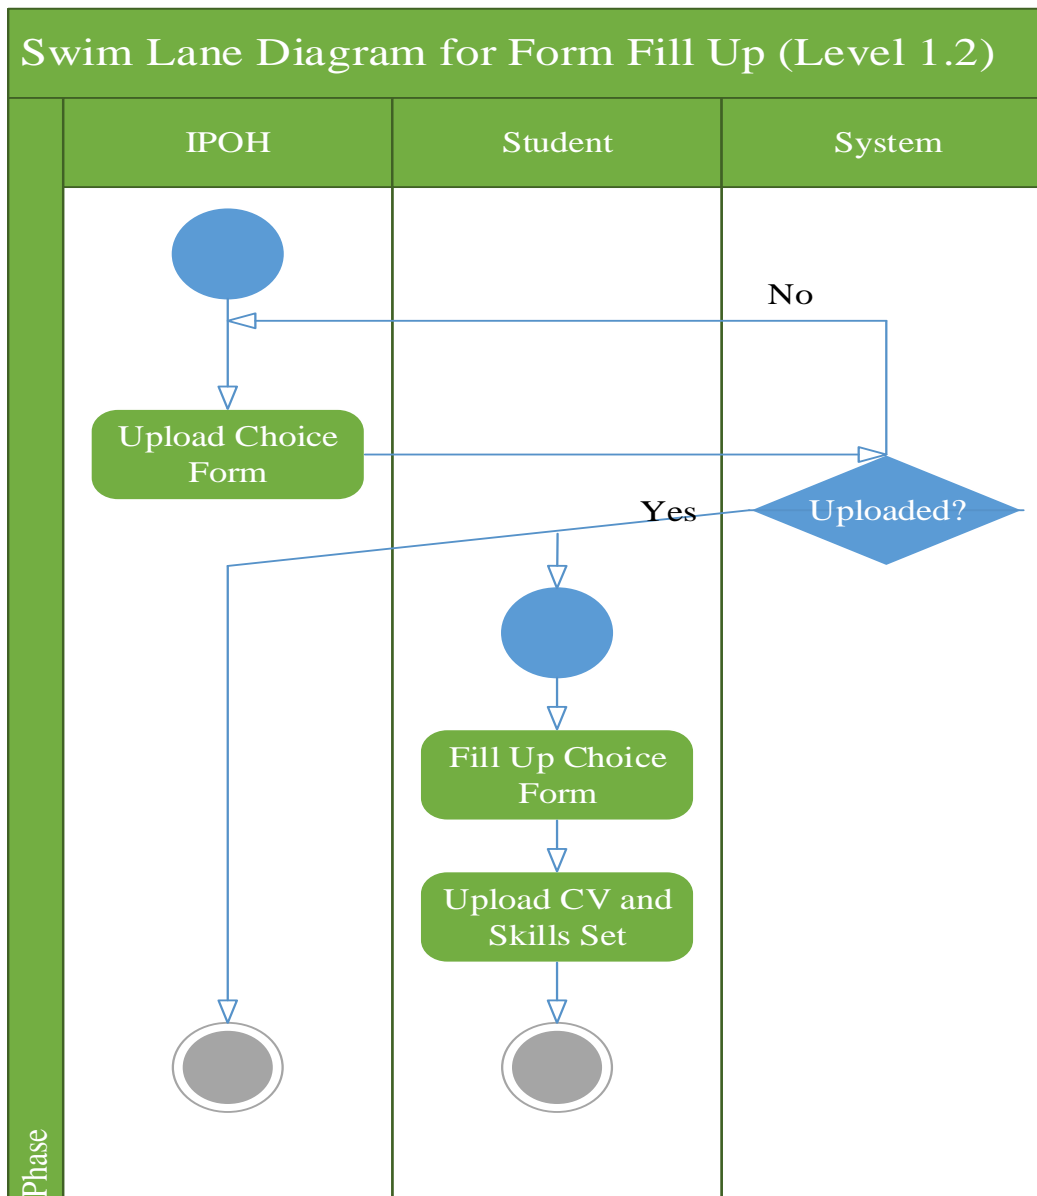 Swim Lane Diagram for Form Fill Up (Level 1.2)
IPOH
Student
System
No
Upload Choice
Form
Yes
Uploaded?
Fill Up Choice
Form
Upload CV and
Skills Set
Phase